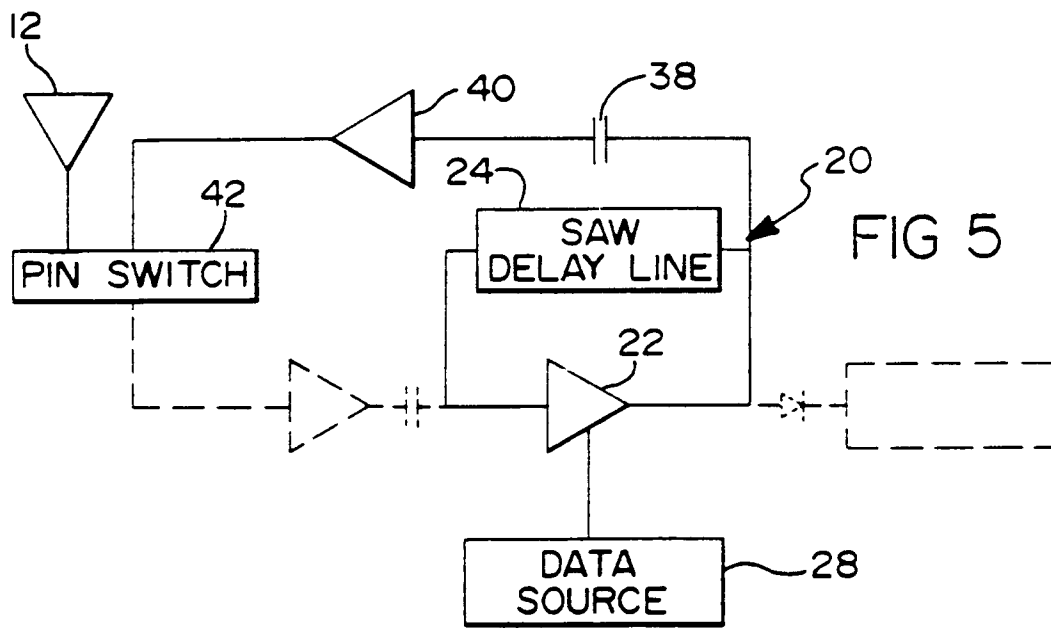 12
40
38
24
20
42
SAW
DELAY LINE
FIG 5
PIN SWITCH
22
DATA
SOURCE
28